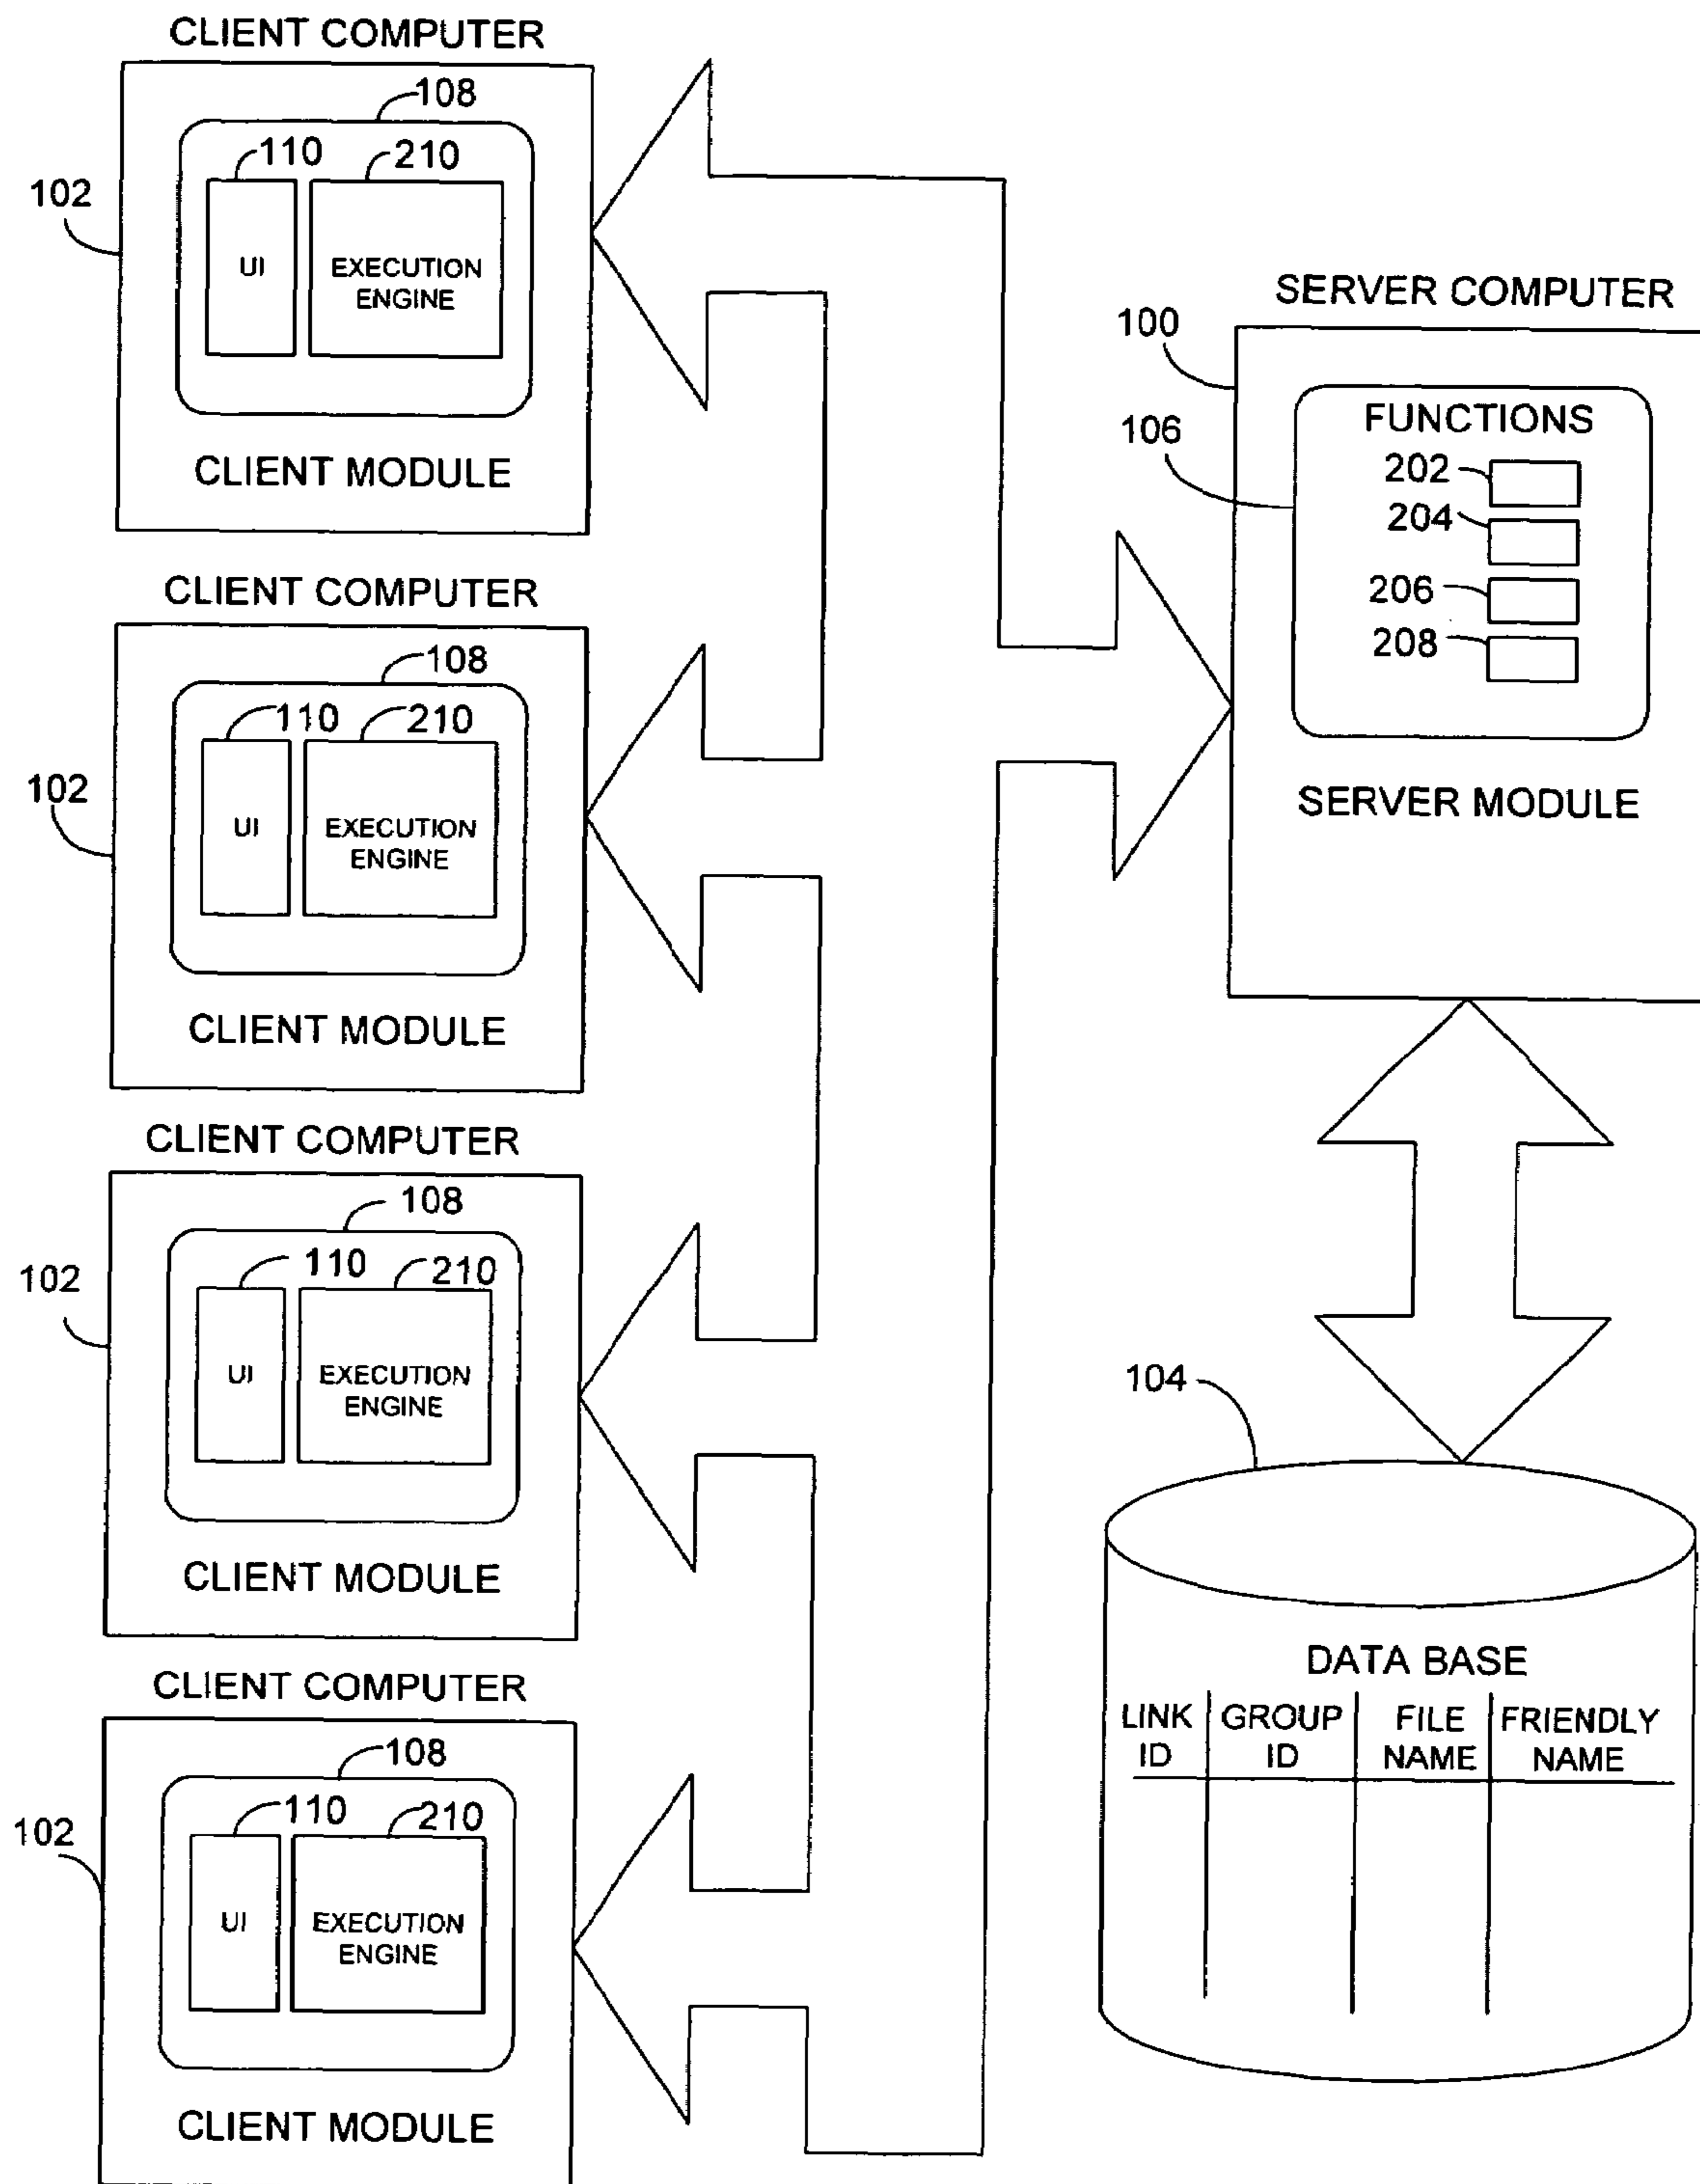 CLIENT COMPUTER
108
110
210
102
UI
EXECUTION
ENGINE
CLIENT MODULE
CLIENT COMPUTER
108
110
210
102
UI
EXECUTION
ENGINE
CLIENT MODULE
CLIENT COMPUTER
108
110
210
102
UI
EXECUTION
ENGINE
CLIENT MODULE
CLIENT COMPUTER
108
110
210
102
UI
EXECUTION
ENGINE
CLIENT MODULE
SERVER COMPUTER
100
106
FUNCTIONS
202
204
206
208
SERVER MODULE
104
DATA BASE
LINK ID
GROUP ID
FILE NAME
FRIENDLY NAME